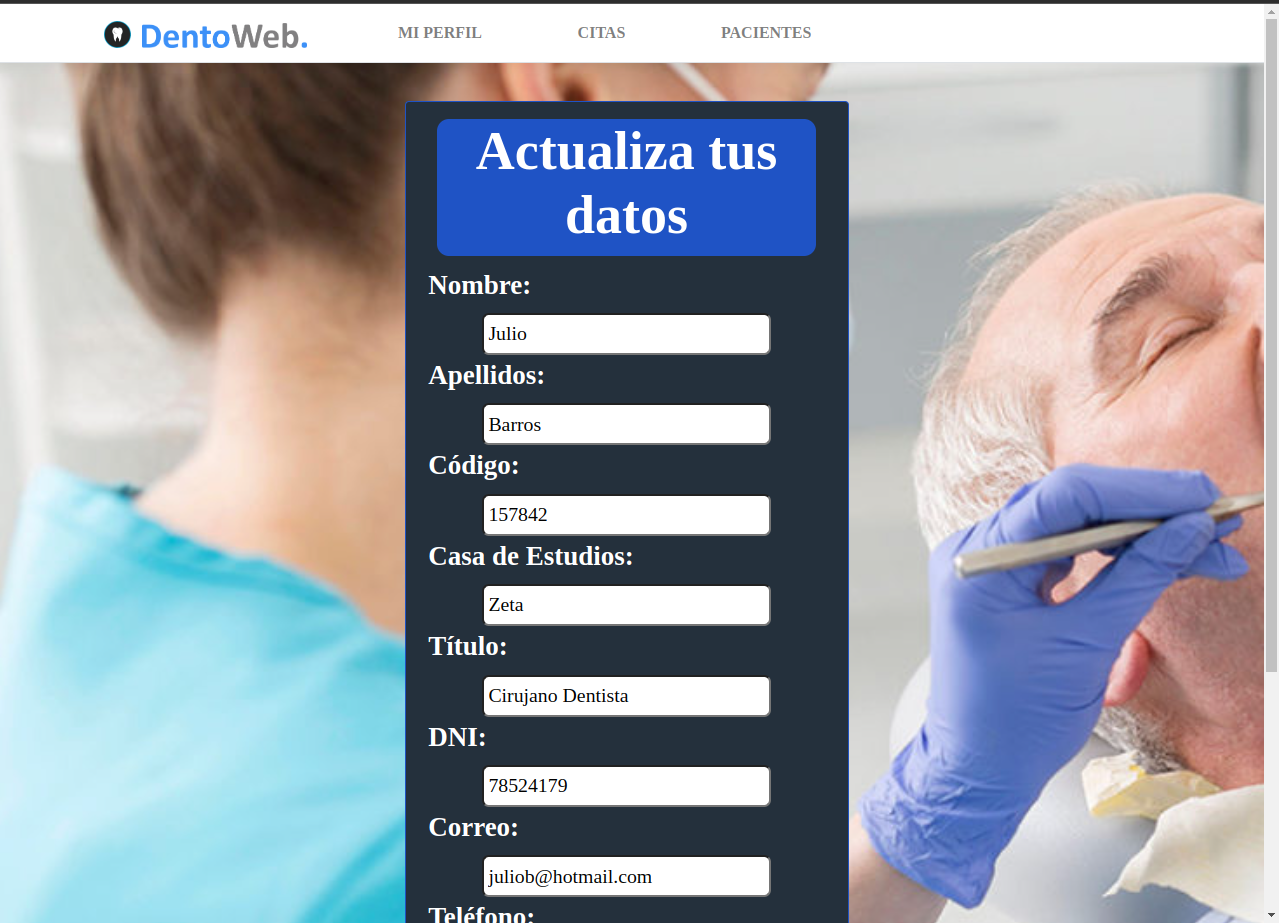 DentoWeb.
MI PERFIL
CITAS
PACIENTES
Actualiza tus
datos
Nombre:
Julio
Apellidos:
Barros
Código:
157842
Casa de Estudios:
Zeta
Título:
Cirujano Dentista
DNI:
78524179
Correo:
juliob@hotmail.com
Teléfono: